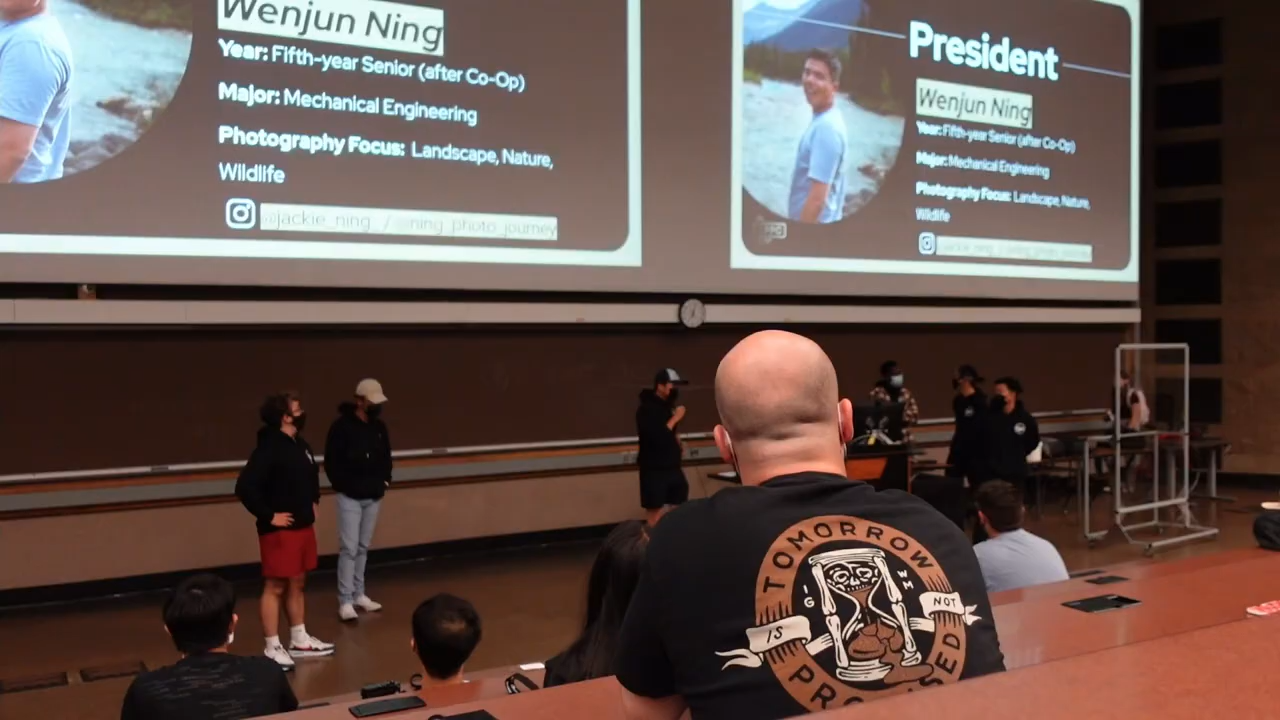 Wenjun Ning
Year: Fifth-year Senior (after Co-Op)
Major: Mechanical Engineering
Photography Focus: Landscape, Nature,
Wildlife
@jackie_ning / @ning_photo_journey
President
Wenjun Ning
Year: Fifth-year Senior (after Co-Op)
Major: Mechanical Engineering
Photography Focus: Landscape, Nature,
Wildlife
TOMORROW
IS
NOT
G
WM